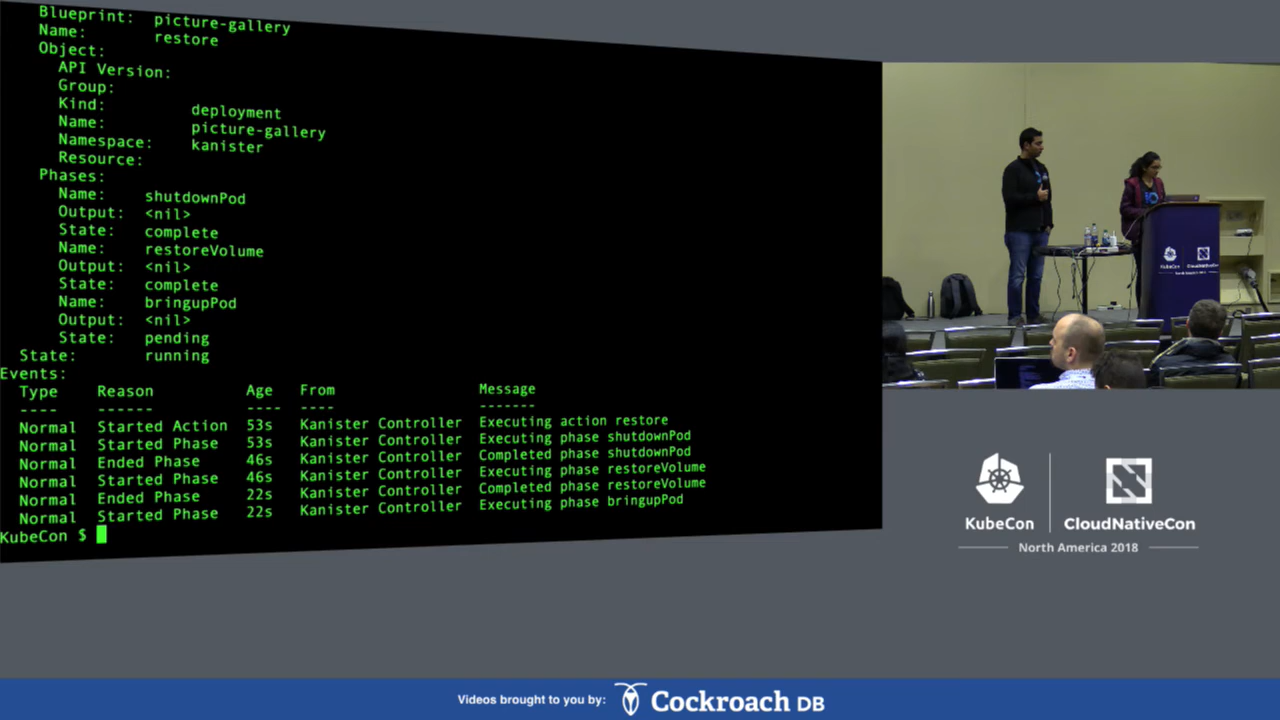 Blueprint: picture-gallery
Name: restore
Object:
API Version:
Group:
Kind: deployment
Name: picture-gallery
Namespace: kanister
Resource:
Phases:
Name: shutdownPod
Output: <nil>
State: complete
Name: restoreVolume
Output: <nil>
State: complete
Name: bringupPod
Output: <nil>
State: pending
State: running
Events:
Type Reason Age From Message
---- ------ ---- ---- -------
Normal Started Action 53s Kanister Controller Executing action restore
Normal Started Phase 53s Kanister Controller Executing phase shutdownPod
Normal Ended Phase 46s Kanister Controller Completed phase shutdownPod
Normal Started Phase 46s Kanister Controller Executing phase restoreVolume
Normal Ended Phase 22s Kanister Controller Completed phase restoreVolume
Normal Started Phase 22s Kanister Controller Executing phase bringupPod
KubeCon $
KubeCon CloudNativeCon
KubeCon CloudNativeCon
North America 2018
Videos brought to you by: Cockroach DB